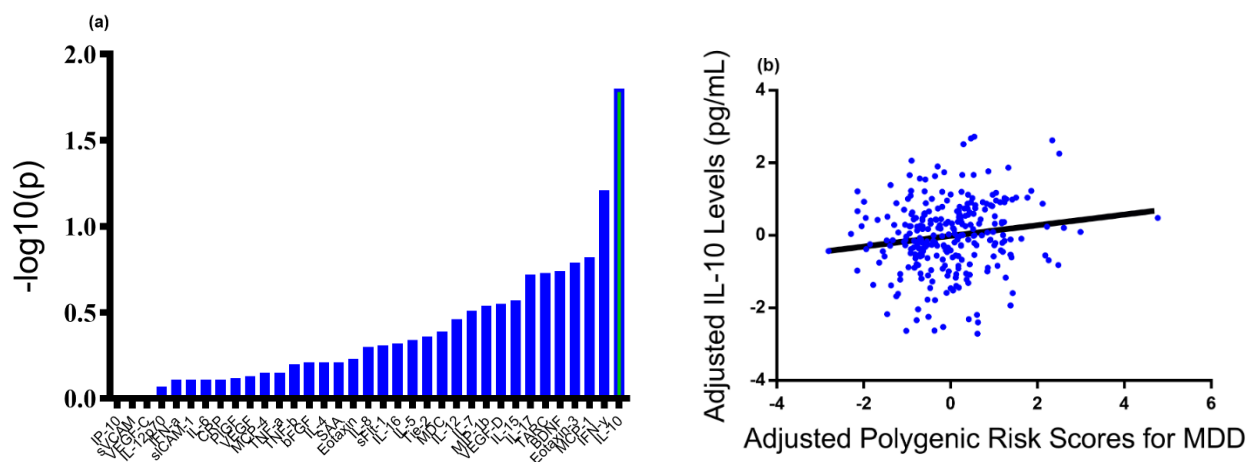 (a)
-log10(p)
2.0
1.5
1.0
0.5
0.0
IP-10
sVCAM
VEGF-C
IL-12p70
sICAM-1
IL-6
CRP
PlGF
VEGF
MCP-4
TNF-a
TNF-b
bFGF
IL-4
SAA
Eotaxin
IL-8
sFlt-1
IL-16
IL-5
Tie-2
MDC
IL-12
IL-7
MIP-1b
VEGF-D
IL-15
IL-17
TARC
BDNF
Eotaxin-3
MCP-1
IFN-γ
IL-10
(b)
Adjusted IL-10 Levels (pg/mL)
4
2
0
-2
-4
-4
-2
0
2
4
6
Adjusted Polygenic Risk Scores for MDD